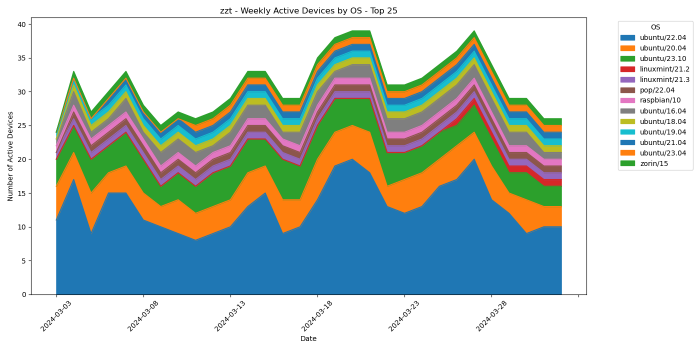 zzt - Weekly Active Devices by OS - Top 25
Number of Active Devices
40
35
30
25
20
15
10
5
0
2024-03-03
2024-03-08
2024-03-13
2024-03-18
2024-03-23
2024-03-28
Date
OS
ubuntu/22.04
ubuntu/20.04
ubuntu/23.10
linuxmint/21.2
linuxmint/21.3
pop/22.04
raspbian/10
ubuntu/16.04
ubuntu/18.04
ubuntu/19.04
ubuntu/21.04
ubuntu/23.04
zorin/15